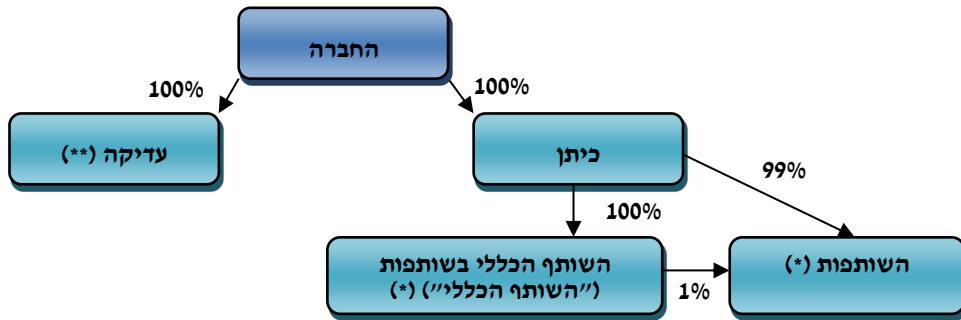 החברה
100%
100%
עדיקה (**)
כיתן
99%
100%
השותף הכללי בשותפות
("השותף הכללי") (*)
השותפות (*)
1%